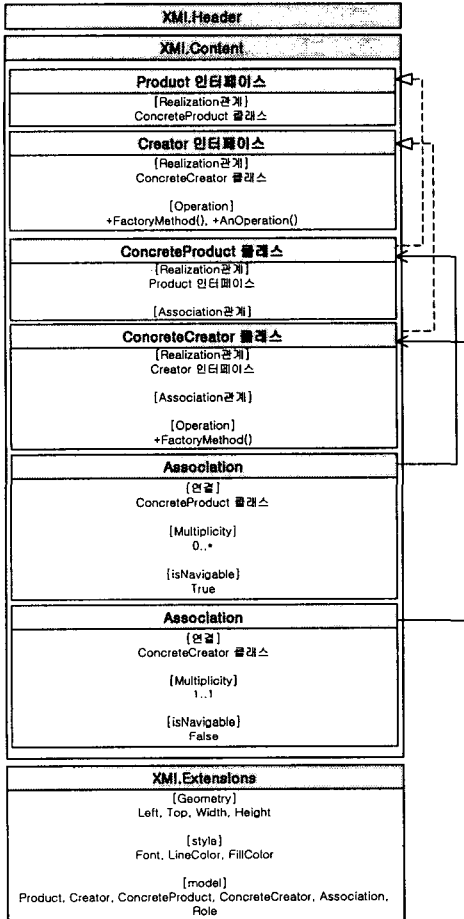 XMI.Header
XMI.Content
Product 인터페이스
[Realization관계]
ConcreteProduct 클래스
Creator 인터페이스
[Realization관계]
ConcreteCreator 클래스
[Operation]
+FactoryMethod(), +AnOperation()
ConcreteProduct 클래스
[Realization관계]
Product 인터페이스
[Association관계]
ConcreteCreator 클래스
[Realization관계]
Creator 인터페이스
[Association관계]
[Operation]
+FactoryMethod()
Association
[연결]
ConcreteProduct 클래스
[Multiplicity]
0..*
[isNavigable]
True
Association
[연결]
ConcreteCreator 클래스
[Multiplicity]
1..1
[isNavigable]
False
XMI.Extensions
[Geometry]
Left, Top, Width, Height
[style]
Font, LineColor, FillColor
[model]
Product, Creator, ConcreteProduct, ConcreteCreator, Association,
Role